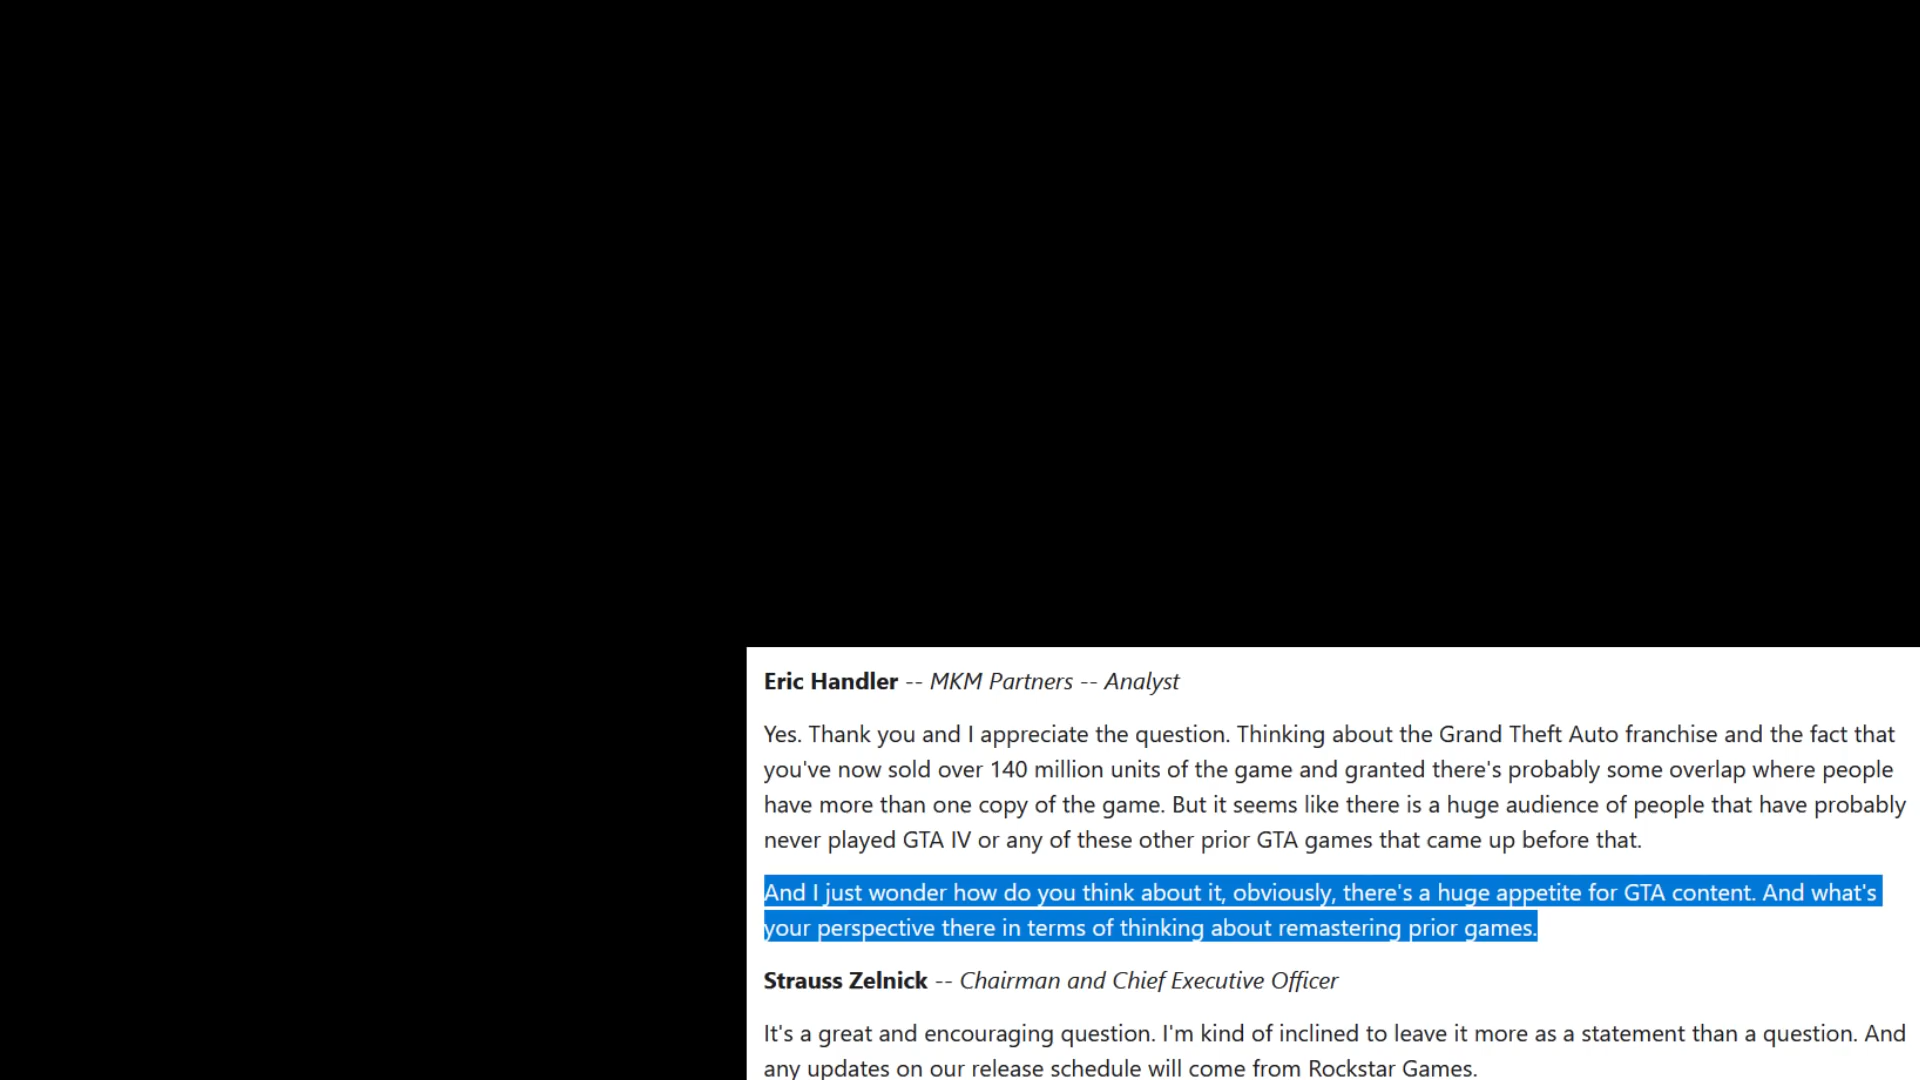 Eric Handler -- MKM Partners -- Analyst
Yes. Thank you and I appreciate the question. Thinking about the Grand Theft Auto franchise and the fact that
you've now sold over 140 million units of the game and granted there's probably some overlap where people
have more than one copy of the game. But it seems like there is a huge audience of people that have probably
never played GTA IV or any of these other prior GTA games that came up before that.
And I just wonder how do you think about it, obviously, there's a huge appetite for GTA content. And what's
your perspective there in terms of thinking about remastering prior games.
Strauss Zelnick -- Chairman and Chief Executive Officer
It's a great and encouraging question. I'm kind of inclined to leave it more as a statement than a question. And
any updates on our release schedule will come from Rockstar Games.